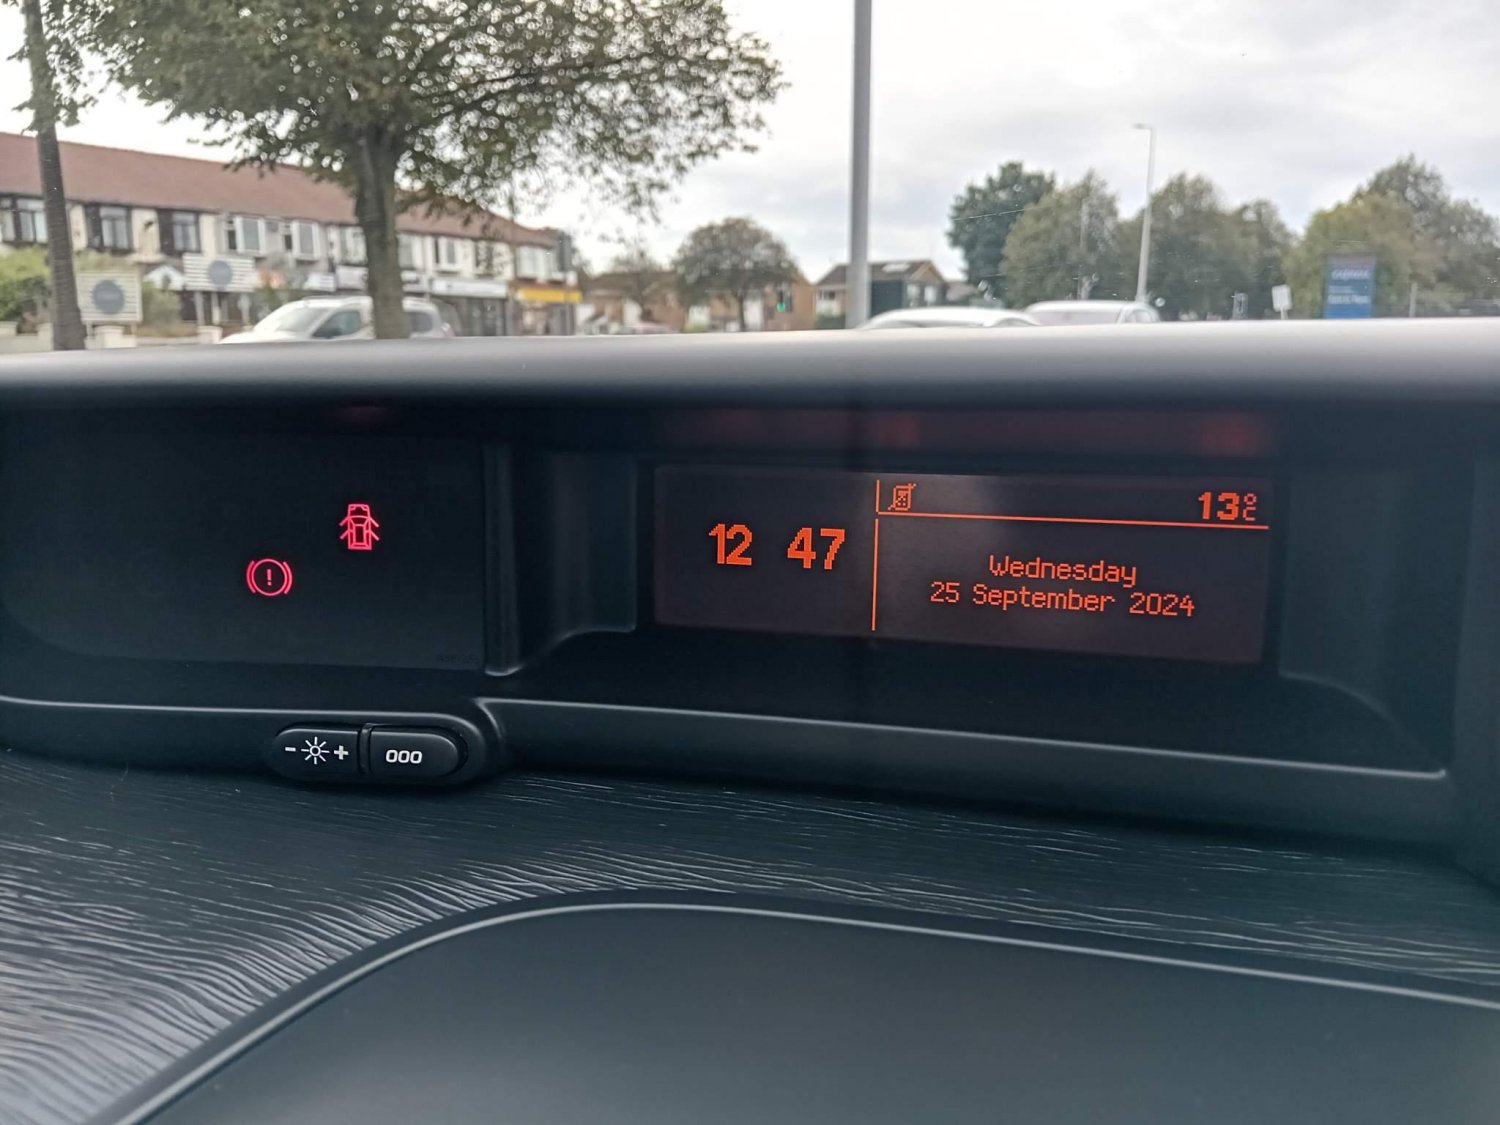 12 47
13°C
Wednesday
25 September 2024
- +
000